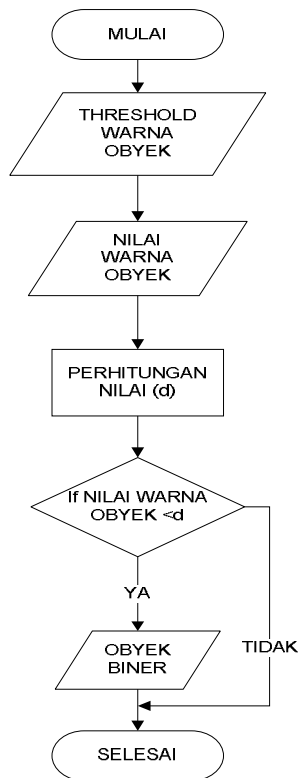 MULAI
THRESHOLD
WARNA
OBYEK
NILAI
WARNA
OBYEK
PERHITUNGAN
NILAI (d)
If NILAI WARNA
OBYEK <d
YA
TIDAK
OBYEK
BINER
SELESAI